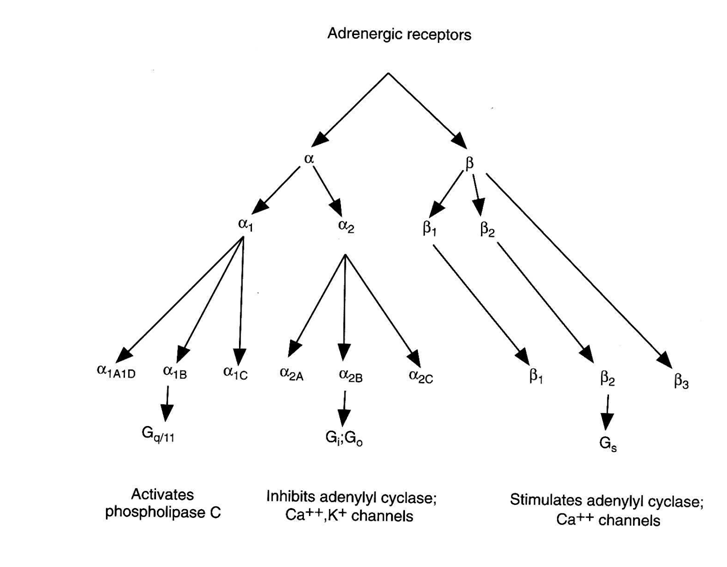 Adrenergic receptors
α β
α₁ α₂ β₁ β₂
α₁A1D α₁B α₁C α₂A α₂B α₂C β₁ β₂ β₃
Gq/11 Gᵢ;Gₒ Gₛ
Activates
phospholipase C
Inhibits adenylyl cyclase;
Ca⁺⁺,K⁺ channels
Stimulates adenylyl cyclase;
Ca⁺⁺ channels